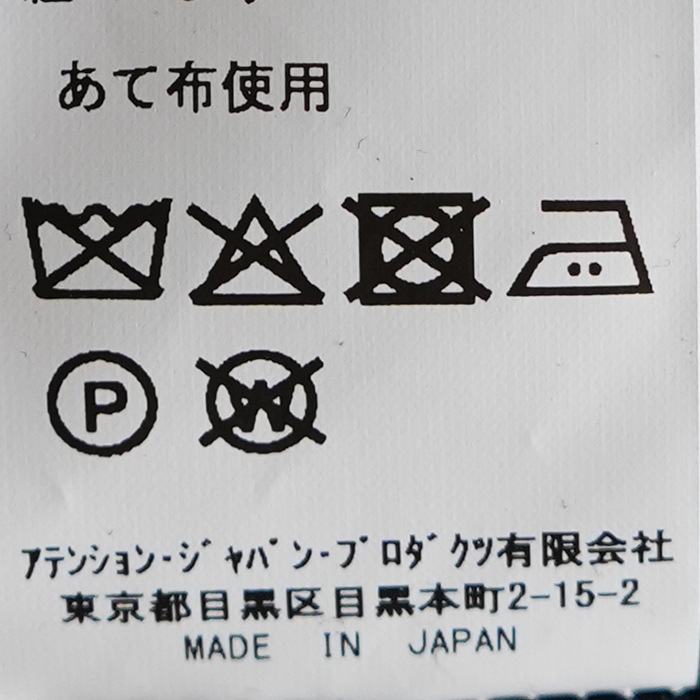 あて布使用
P W
アテンション-ジャパン-プロダクツ有限会社
東京都目黒区目黒本町2-15-2
MADE IN JAPAN